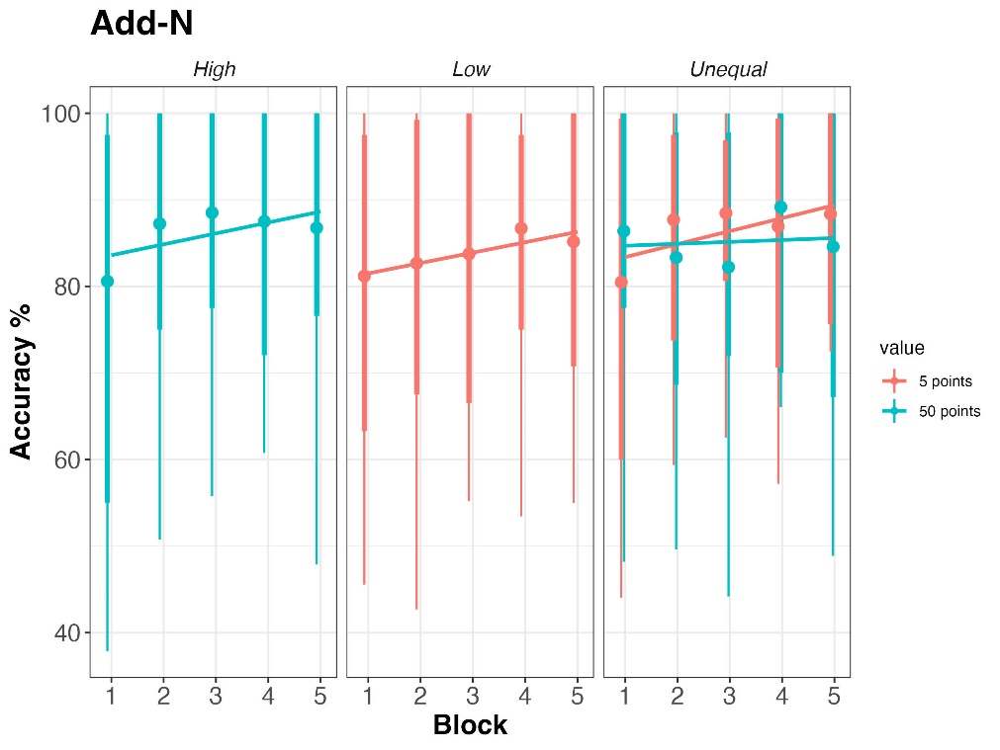 Add-N
High Low Unequal
100
80
60
40
Accuracy %
1 2 3 4 5 1 2 3 4 5 1 2 3 4 5
Block
value
5 points
50 points